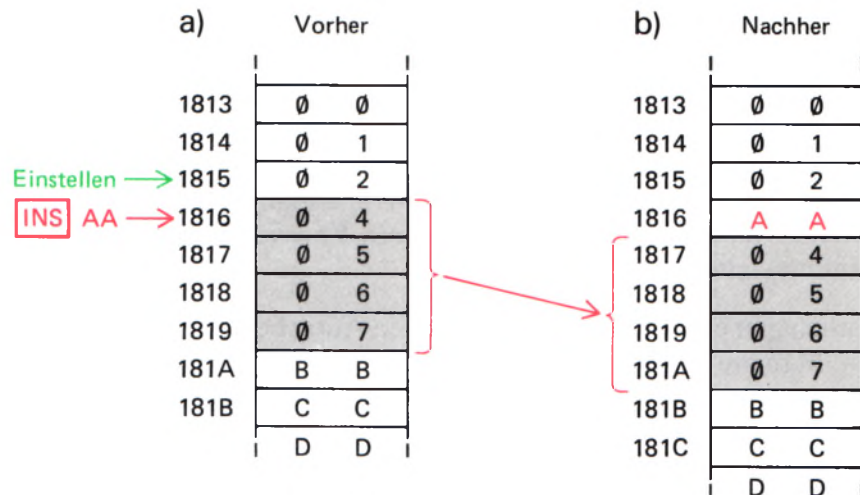 a) Vorher
1813 Ø Ø
1814 Ø 1
Einstellen → 1815 Ø 2
INS AA → 1816 Ø 4
1817 Ø 5
1818 Ø 6
1819 Ø 7
181A B B
181B C C
D D
b) Nachher
1813 Ø Ø
1814 Ø 1
1815 Ø 2
1816 A A
1817 Ø 4
1818 Ø 5
1819 Ø 6
181A Ø 7
181B B B
181C C C
D D